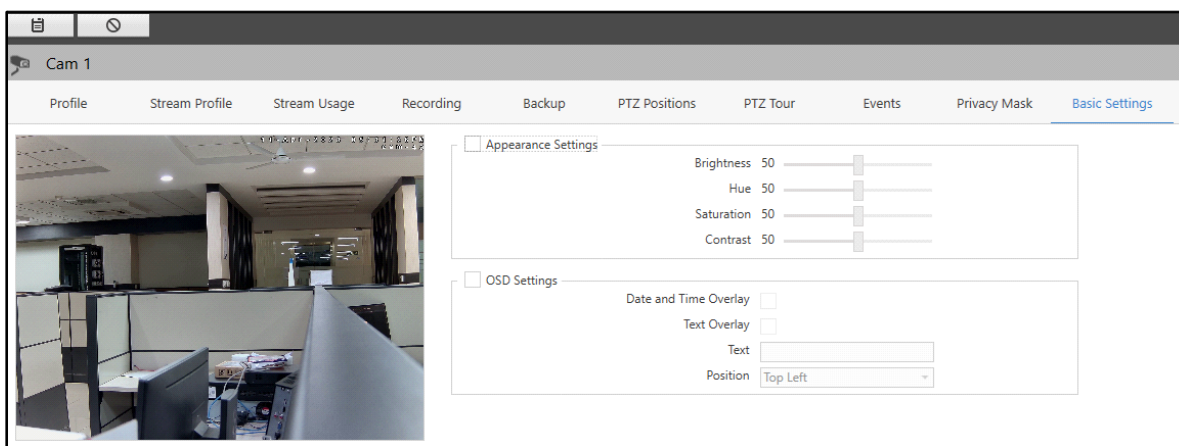 Cam 1
Profile Stream Profile Stream Usage Recording Backup PTZ Positions PTZ Tour Events Privacy Mask Basic Settings
Appearance Settings
Brightness 50
Hue 50
Saturation 50
Contrast 50
OSD Settings
Date and Time Overlay
Text Overlay
Text
Position Top Left